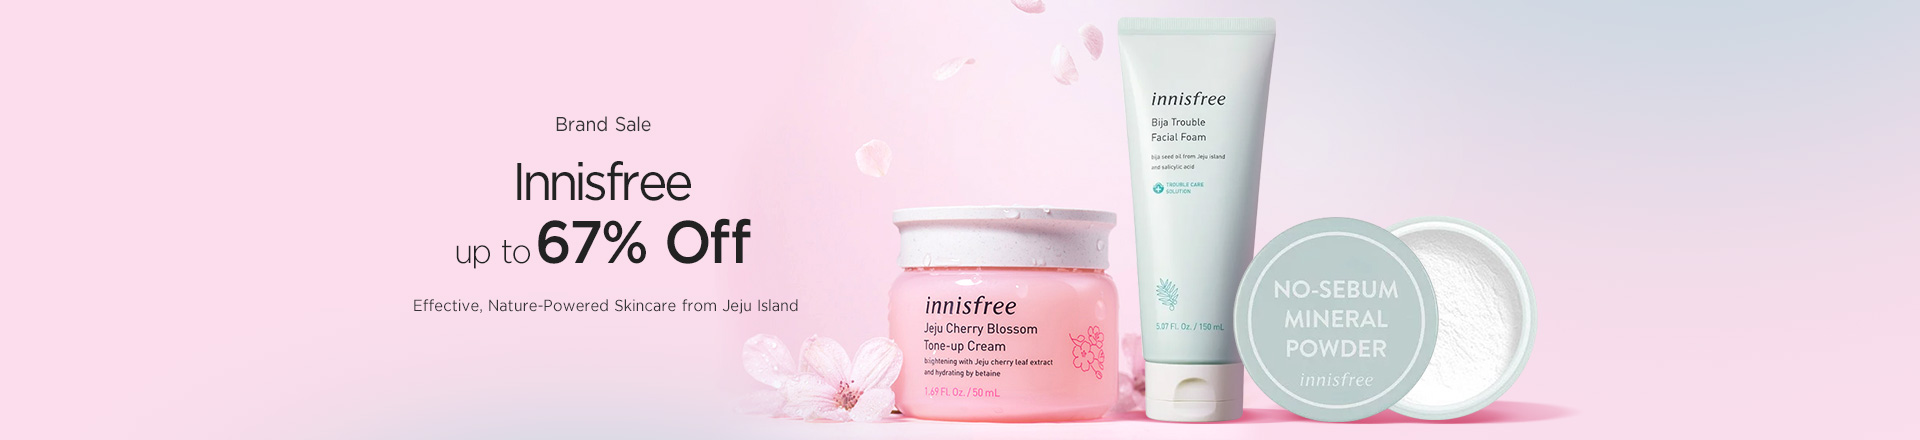 Brand Sale
Innisfree
up to 67% Off
Effective, Nature-Powered Skincare from Jeju Island
innisfree
Jeju Cherry Blossom
Tone-up Cream
brightening with Jeju cherry leaf extract
and hydrating by betaine
1.69 FL. Oz. / 50 mL
innisfree
Bija Trouble
Facial Foam
bija seed oil from Jeju island
and salicylic acid
TROUBLE CARE
SOLUTION
5.07 Fl. Oz. / 150 mL
NO-SEBUM
MINERAL
POWDER
innisfree